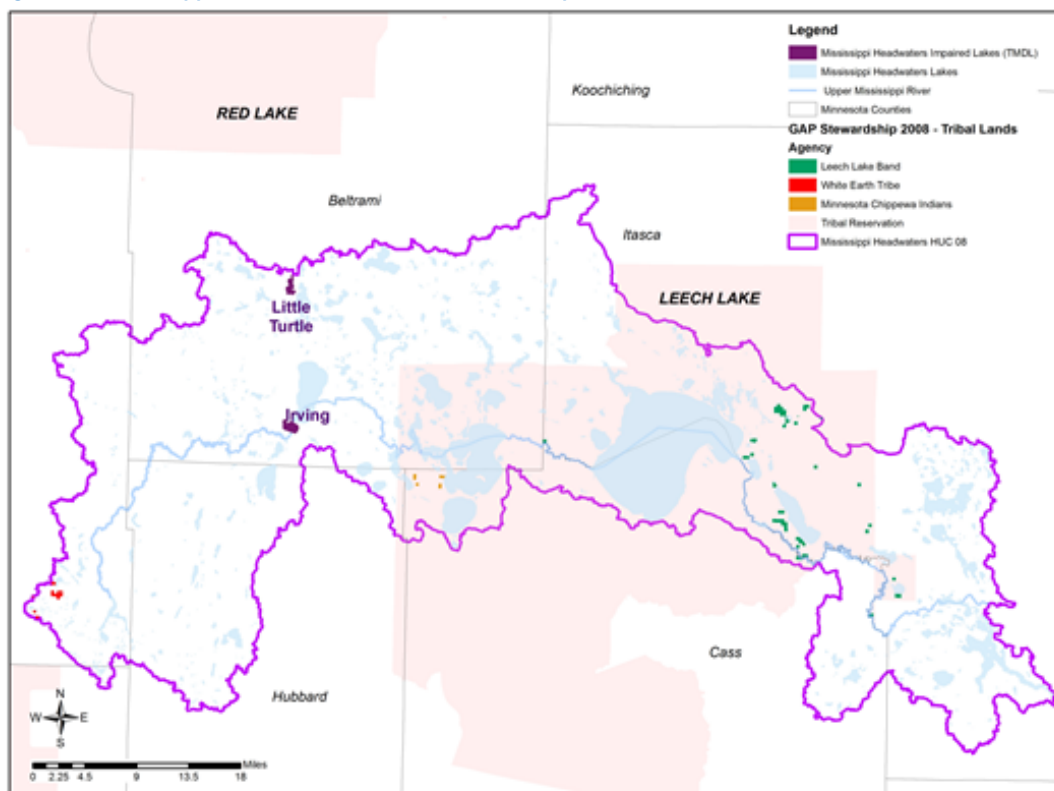 Legend
Mississippi Headwaters Impaired Lakes (TMDL)
Mississippi Headwaters Lakes
Upper Mississippi River
Minnesota Counties
GAP Stewardship 2008 - Tribal Lands
Agency
Leech Lake Band
White Earth Tribe
Minnesota Chippewa Indians
Tribal Reservation
Mississippi Headwaters HUC 08
Koochiching
RED LAKE
Beltrami
Itasca
LEECH LAKE
Little
Turtle
Irving
Cass
Hubbard
N
W E
S
Miles
0 2.25 4.5 9 13.5 18